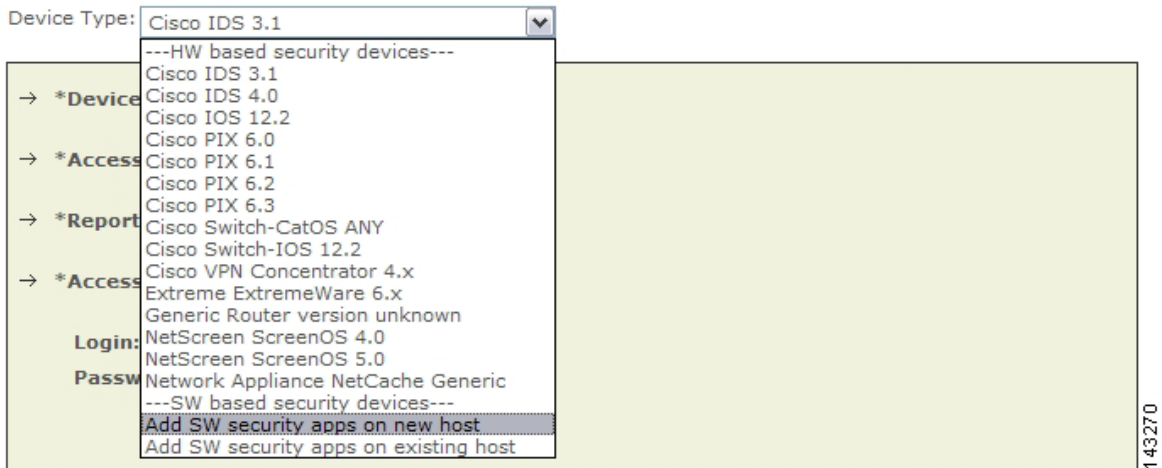 Device Type: Cisco IDS 3.1
---HW based security devices---
Cisco IDS 3.1
→ *Device Cisco IDS 4.0
Cisco IOS 12.2
Cisco PIX 6.0
→ *Access Cisco PIX 6.1
Cisco PIX 6.2
Cisco PIX 6.3
→ *Report Cisco Switch-CatOS ANY
Cisco Switch-IOS 12.2
Cisco VPN Concentrator 4.x
→ *Access Extreme ExtremeWare 6.x
Generic Router version unknown
Login: NetScreen ScreenOS 4.0
NetScreen ScreenOS 5.0
Passw Network Appliance NetCache Generic
---SW based security devices---
Add SW security apps on new host
Add SW security apps on existing host
143270